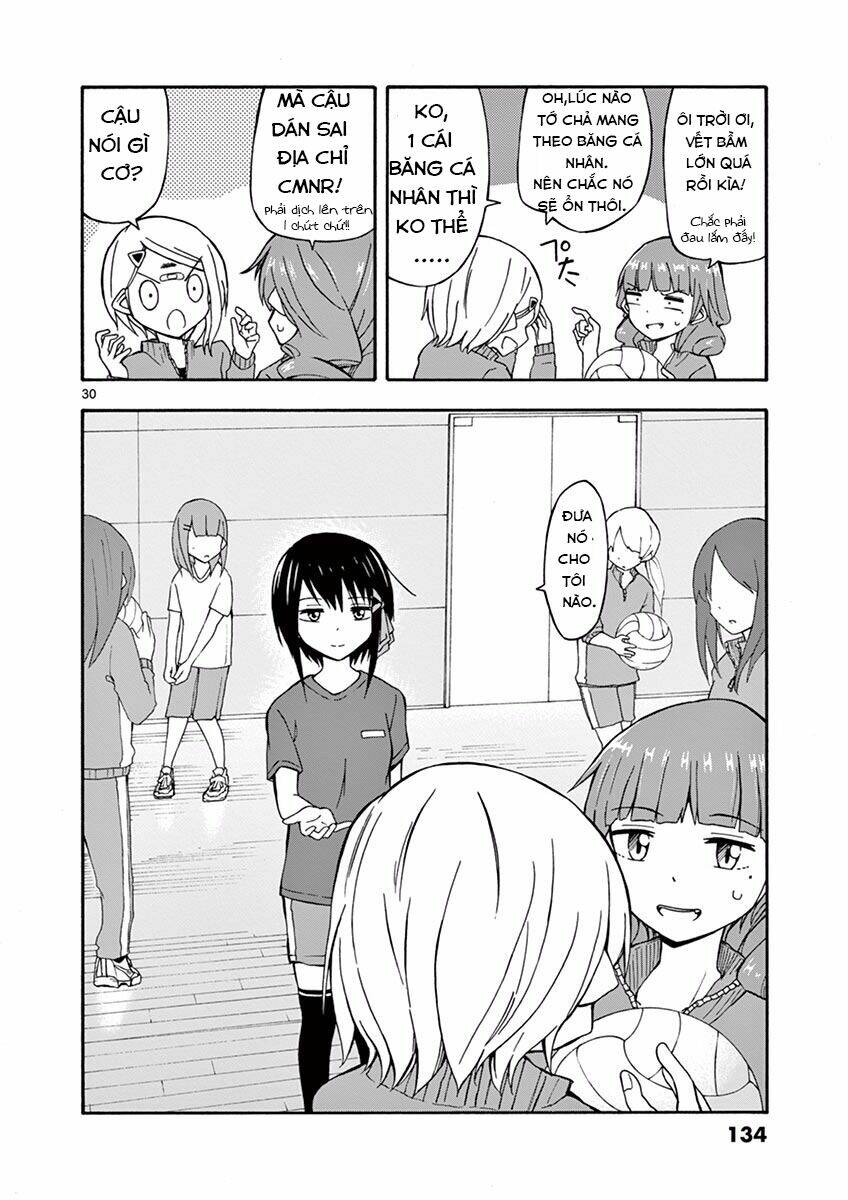 ÔI TRỜI ƠI,
VẾT BẦM
LỚN QUÁ
RỒI KÌA!
Chắc phải
đau lắm đấy!
OH,LÚC NÀO
TỚ CHẢ MANG
THEO BĂNG CÁ
NHÂN.
NÊN CHẮC NÓ
SẼ ỔN THÔI.
KO,
1 CÁI
BĂNG CÁ
NHÂN THÌ
KO THỂ
.....
ペた
MÀ CẬU
DÁN SAI
ĐỊA CHỈ
CMNR!
Phải dịch lên trên
1 chút chứ!!
CẬU
NÓI GÌ
CƠ?
30
ĐƯA
NÓ
CHO
TÔI
NÀO.
134